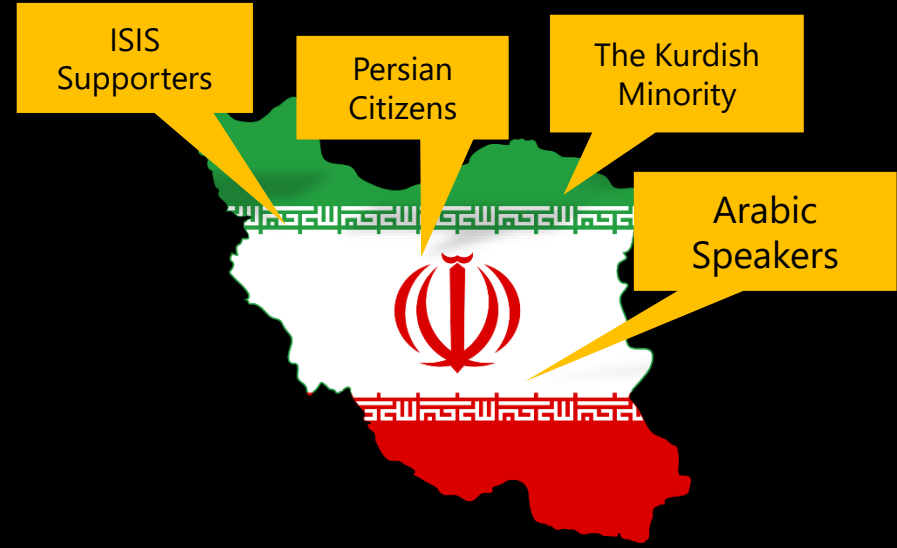 ISIS
Supporters
Persian
Citizens
The Kurdish
Minority
Arabic
Speakers